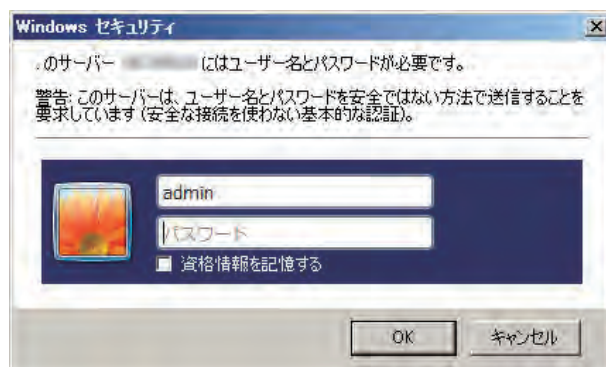 Windows セキュリティ
. のサーバー にはユーザー名とパスワードが必要です。
警告: このサーバーは、ユーザー名とパスワードを安全ではない方法で送信することを
要求しています (安全な接続を使わない基本的な認証)。
admin
パスワード
資格情報を記憶する
OK
キャンセル